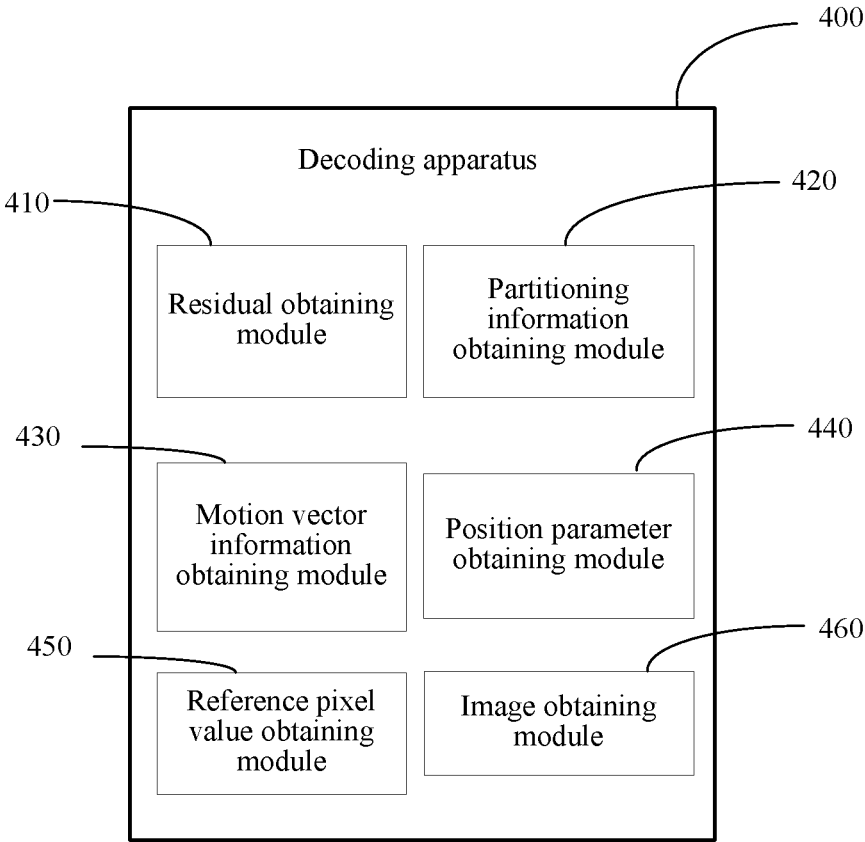 400
Decoding apparatus
410
420
Residual obtaining
module
Partitioning
information
obtaining module
430
440
Motion vector
information
obtaining module
Position parameter
obtaining module
450
460
Reference pixel
value obtaining
module
Image obtaining
module